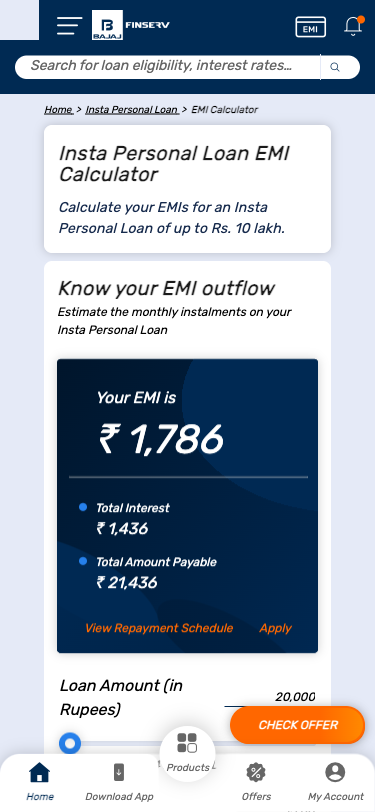 BAJAJ FINSERV
EMI
Search for loan eligibility, interest rates...
Home > Insta Personal Loan > EMI Calculator
Insta Personal Loan EMI
Calculator
Calculate your EMIs for an Insta
Personal Loan of up to Rs. 10 lakh.
Know your EMI outflow
Estimate the monthly instalments on your
Insta Personal Loan
Your EMI is
₹ 1,786
Total Interest
₹ 1,436
Total Amount Payable
₹ 21,436
View Repayment Schedule Apply
Loan Amount (in
Rupees)
20,000
CHECK OFFER
Home
Download App
Products
Offers
My Account